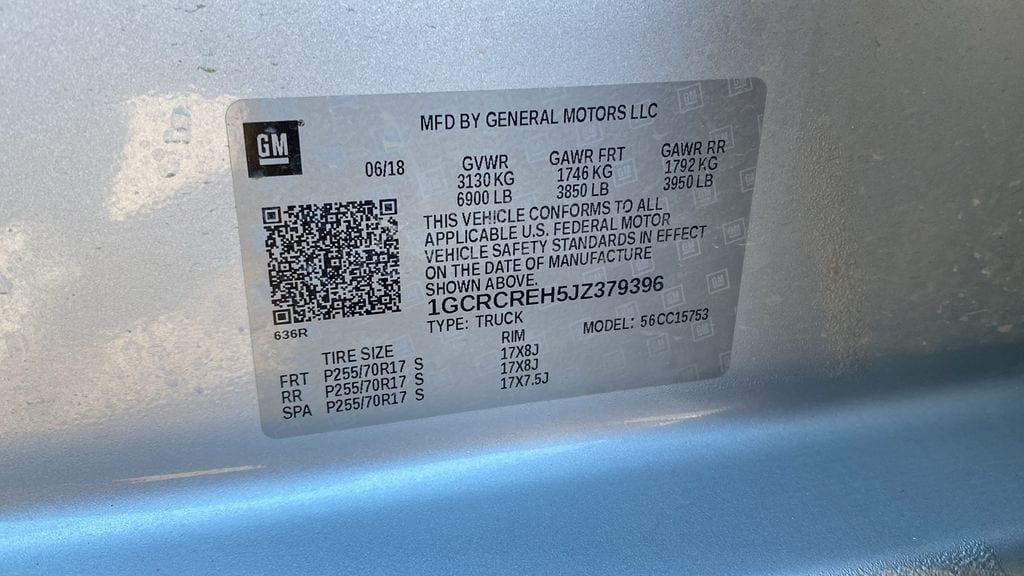 GM
MFD BY GENERAL MOTORS LLC
06/18
GVWR GAWR FRT GAWR RR
3130 KG 1746 KG 1792 KG
6900 LB 3850 LB 3950 LB
THIS VEHICLE CONFORMS TO ALL
APPLICABLE U.S. FEDERAL MOTOR
VEHICLE SAFETY STANDARDS IN EFFECT
ON THE DATE OF MANUFACTURE
SHOWN ABOVE.
1GCRCREH5JZ379396
636R
TYPE: TRUCK MODEL: 56CC15753
TIRE SIZE RIM
FRT P255/70R17 S 17X8J
RR P255/70R17 S 17X8J
SPA P255/70R17 S 17X7.5J